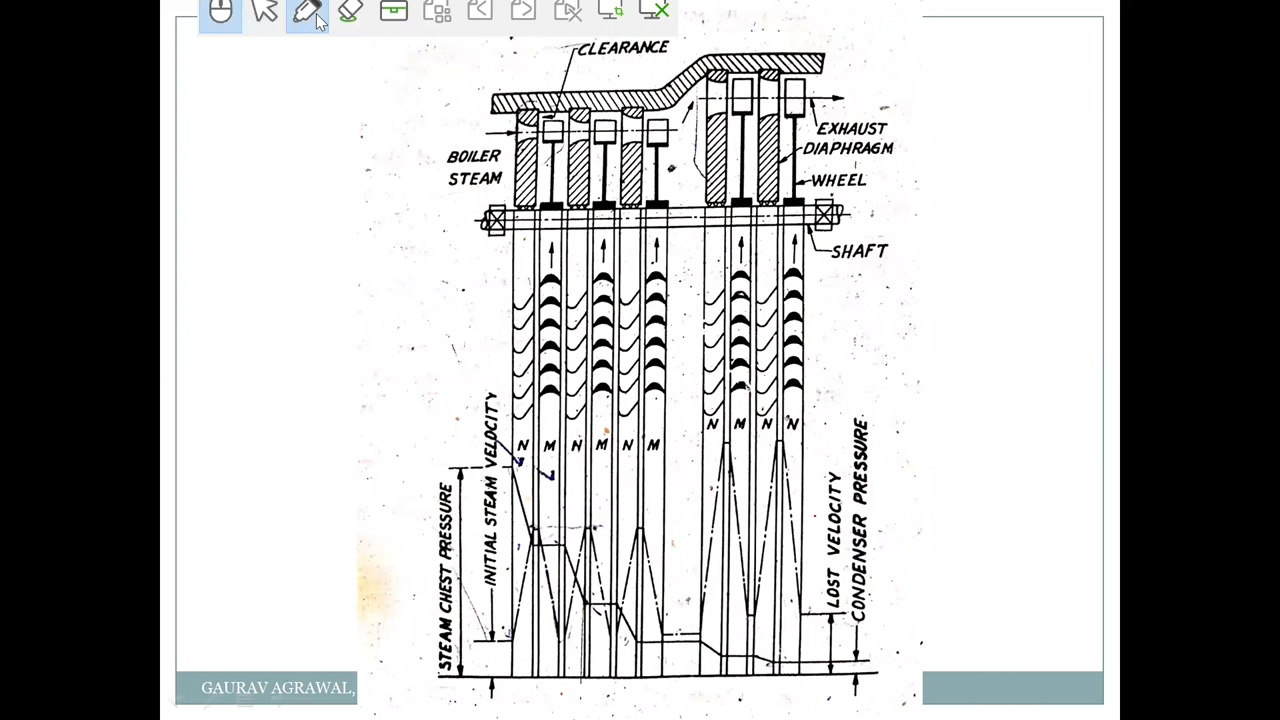 CLEARANCE
BOILER
STEAM
EXHAUST
DIAPHRAGM
WHEEL
SHAFT
N M N M N M
N M N N
STEAM CHEST PRESSURE
INITIAL STEAM VELOCITY
LOST VELOCITY
CONDENSER PRESSURE
GAURAV AGRAWAL,